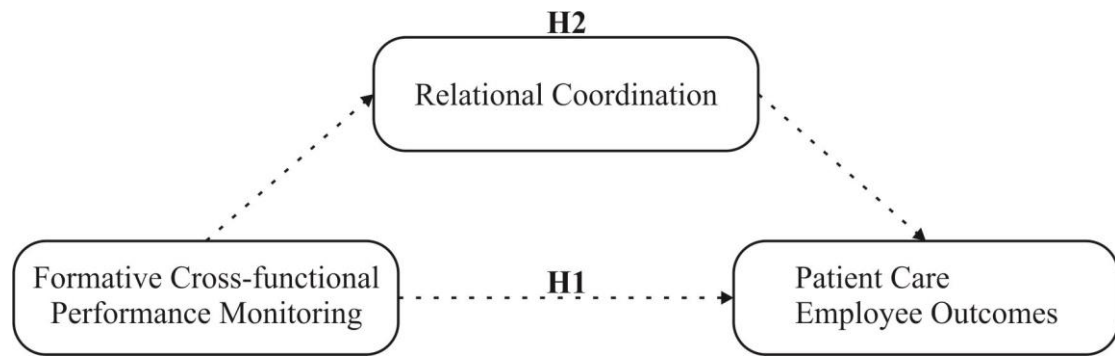 H2
Relational Coordination
Formative Cross-functional
Performance Monitoring
H1
Patient Care
Employee Outcomes